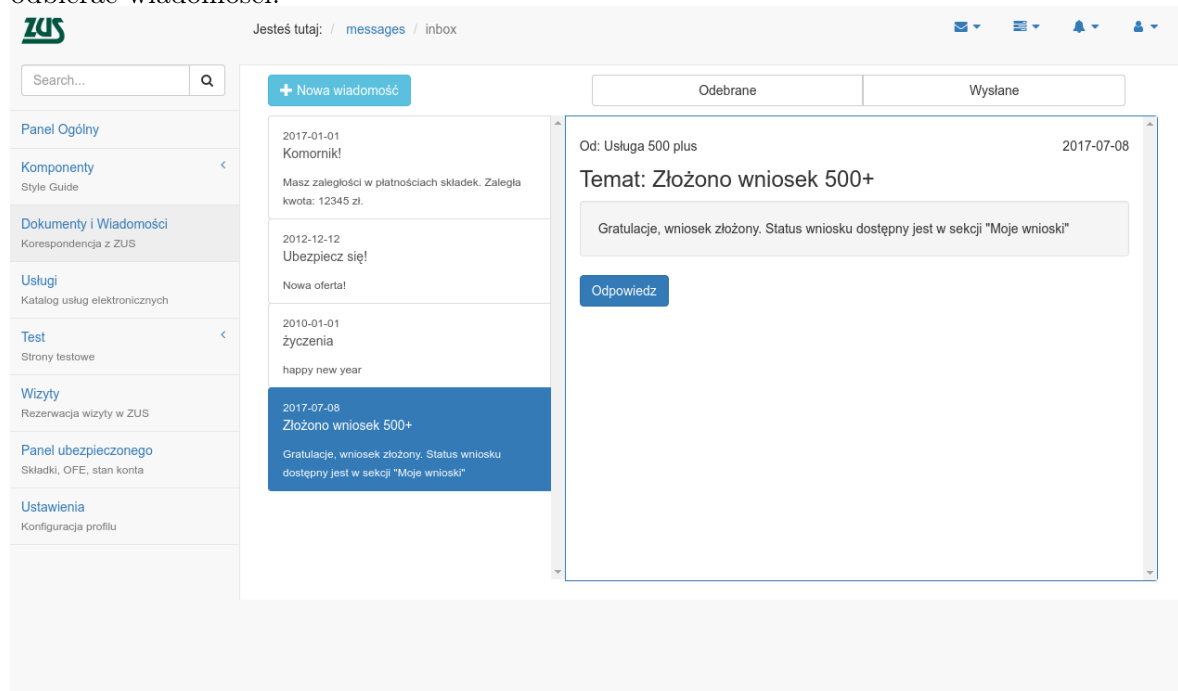 odbierać wiadomości.
ZUS
Jesteś tutaj: / messages / inbox
Search...
Panel Ogólny
Komponenty
Style Guide
Dokumenty i Wiadomości
Korespondencja z ZUS
Usługi
Katalog usług elektronicznych
Test
Strony testowe
Wizyty
Rezerwacja wizyty w ZUS
Panel ubezpieczonego
Składki, OFE, stan konta
Ustawienia
Konfiguracja profilu
Nowa wiadomość
Odebrane
Wysłane
2017-01-01
Komornik!
Masz zaległości w płatnościach składek. Zaległa
kwota: 12345 zł.
2012-12-12
Ubezpiecz się!
Nowa oferta!
2010-01-01
życzenia
happy new year
2017-07-08
Złożono wniosek 500+
Gratulacje, wniosek złożony. Status wniosku
dostępny jest w sekcji "Moje wnioski"
Od: Usługa 500 plus
2017-07-08
Temat: Złożono wniosek 500+
Gratulacje, wniosek złożony. Status wniosku dostępny jest w sekcji "Moje wnioski"
Odpowiedz